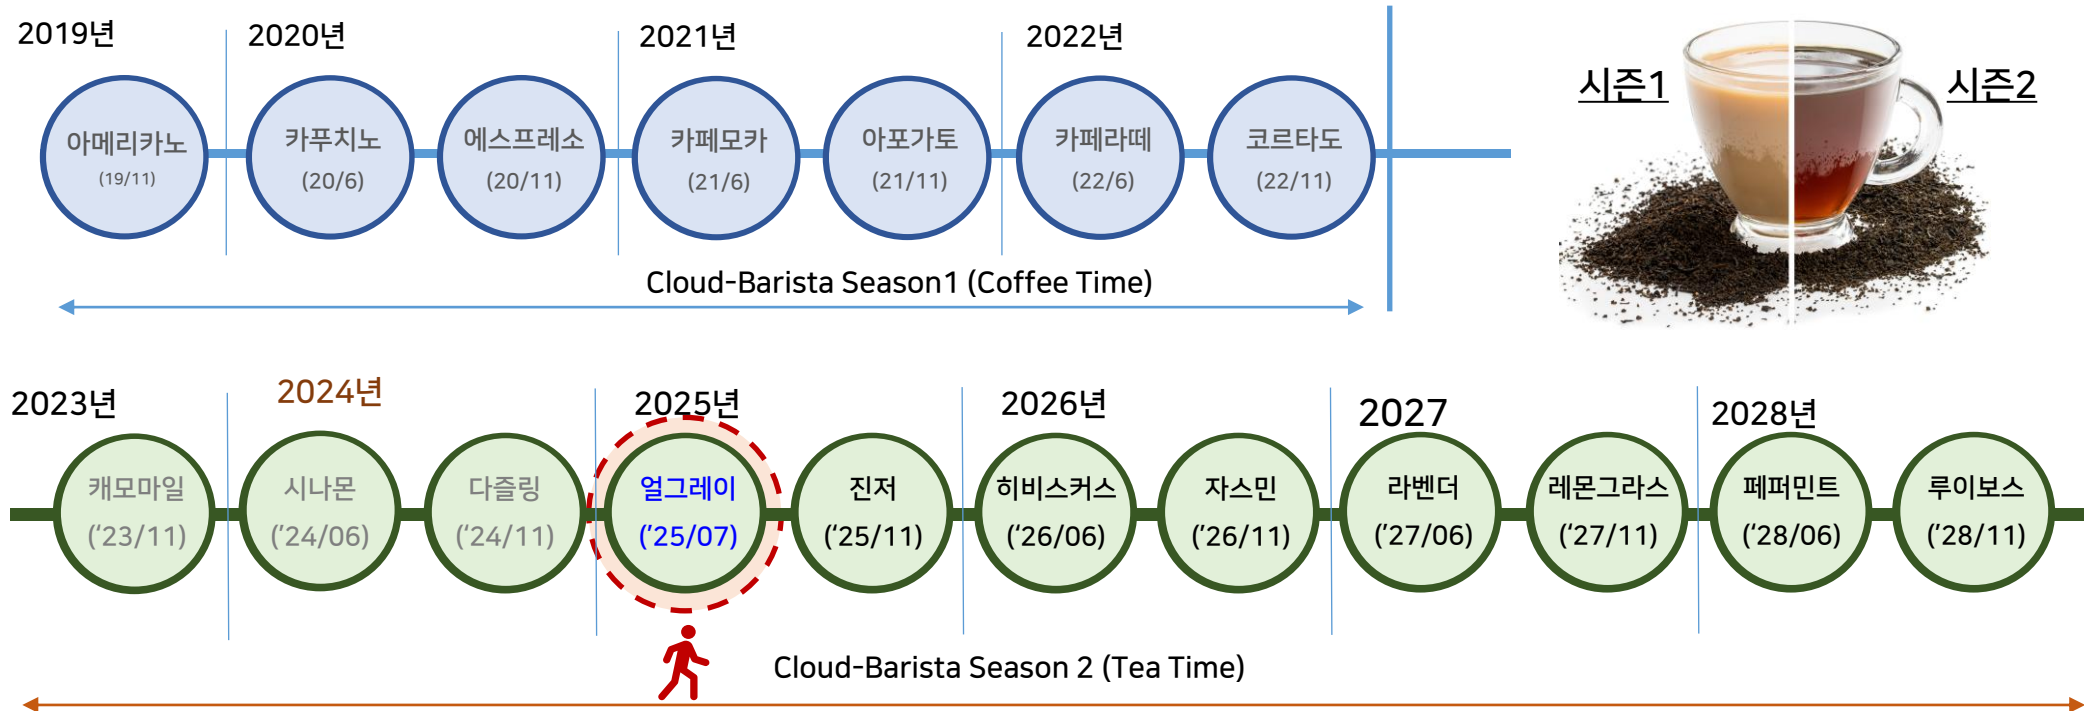 2019년
2020년
2021년
2022년
아메리카노
(19/11)
카푸치노
(20/6)
에스프레소
(20/11)
카페모카
(21/6)
아포가토
(21/11)
카페라떼
(22/6)
코르타도
(22/11)
Cloud-Barista Season1 (Coffee Time)
시즌1
시즌2
2023년
2024년
2025년
2026년
2027
2028년
캐모마일
(‘23/11)
시나몬
(‘24/06)
다즐링
(‘24/11)
얼그레이
(‘25/07)
진저
(‘25/11)
히비스커스
(‘26/06)
자스민
(‘26/11)
라벤더
(‘27/06)
레몬그라스
(‘27/11)
페퍼민트
(‘28/06)
루이보스
(‘28/11)
Cloud-Barista Season 2 (Tea Time)